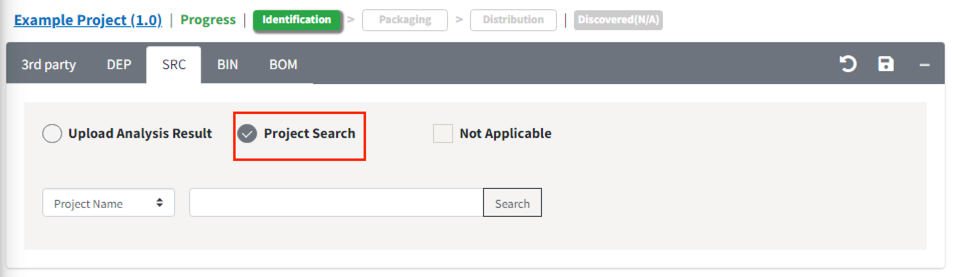 Example Project (1.0) | Progress | Identification > Packaging > Distribution | Discovered(N/A)
3rd party DEP SRC BIN BOM
Upload Analysis Result Project Search Not Applicable
Project Name Search